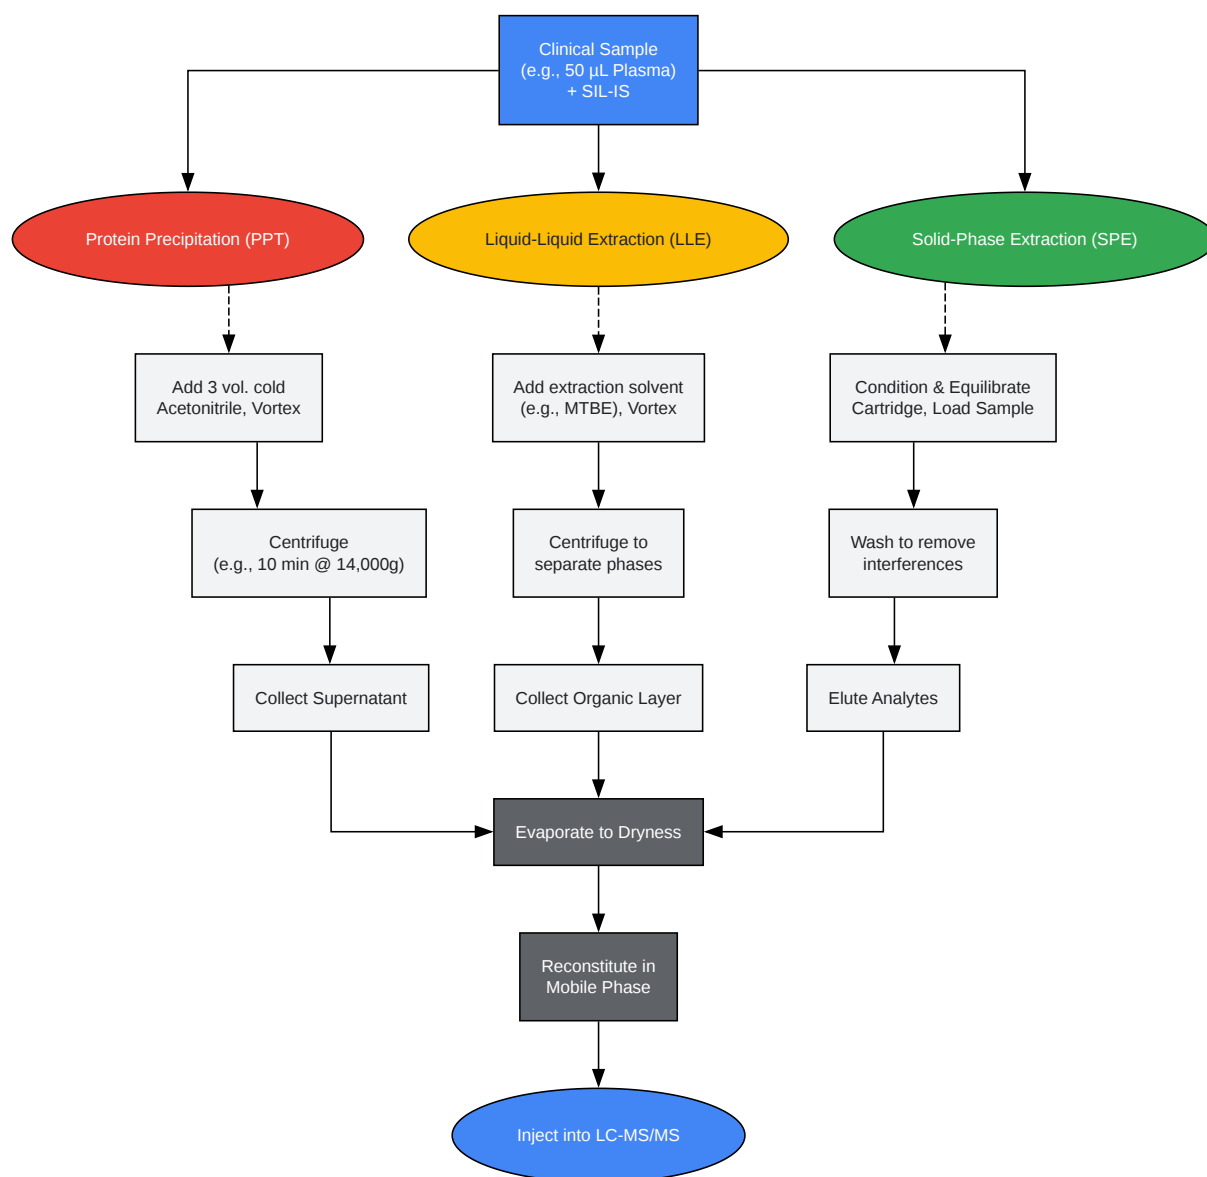 Clinical Sample
(e.g., 50 µL Plasma)
+ SIL-IS
Protein Precipitation (PPT)
Liquid-Liquid Extraction (LLE)
Solid-Phase Extraction (SPE)
Add 3 vol. cold
Acetonitrile, Vortex
Add extraction solvent
(e.g., MTBE), Vortex
Condition & Equilibrate
Cartridge, Load Sample
Centrifuge
(e.g., 10 min @ 14,000g)
Centrifuge to
separate phases
Wash to remove
interferences
Collect Supernatant
Collect Organic Layer
Elute Analytes
Evaporate to Dryness
Reconstitute in
Mobile Phase
Inject into LC-MS/MS